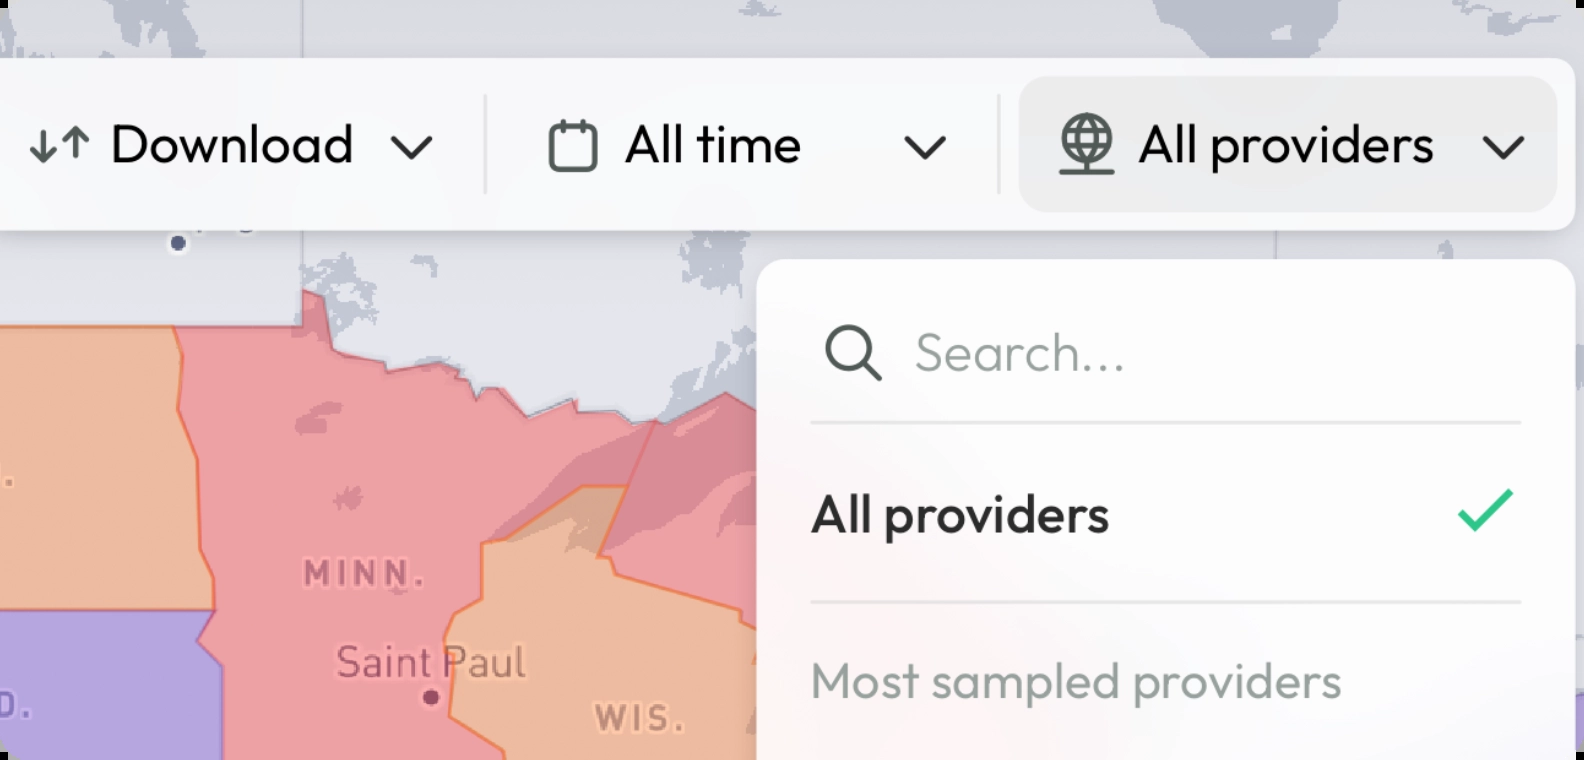 Download
All time
All providers
Search...
All providers
MINN.
Saint Paul
Most sampled providers
D.
WIS.